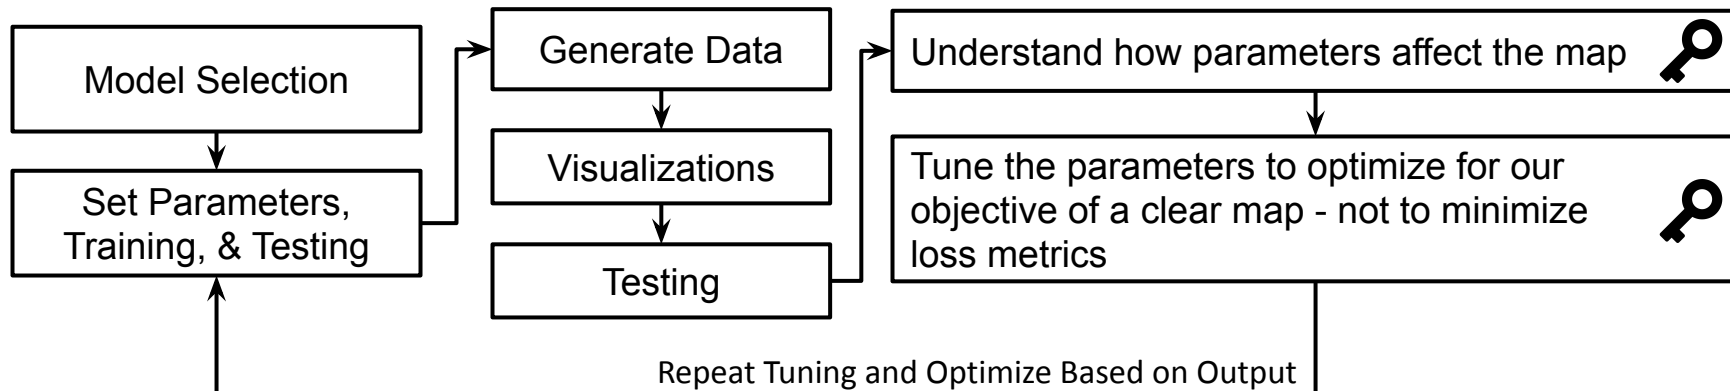 Model Selection
Set Parameters,
Training, & Testing
Generate Data
Visualizations
Testing
Understand how parameters affect the map
Tune the parameters to optimize for our
objective of a clear map - not to minimize
loss metrics
Repeat Tuning and Optimize Based on Output